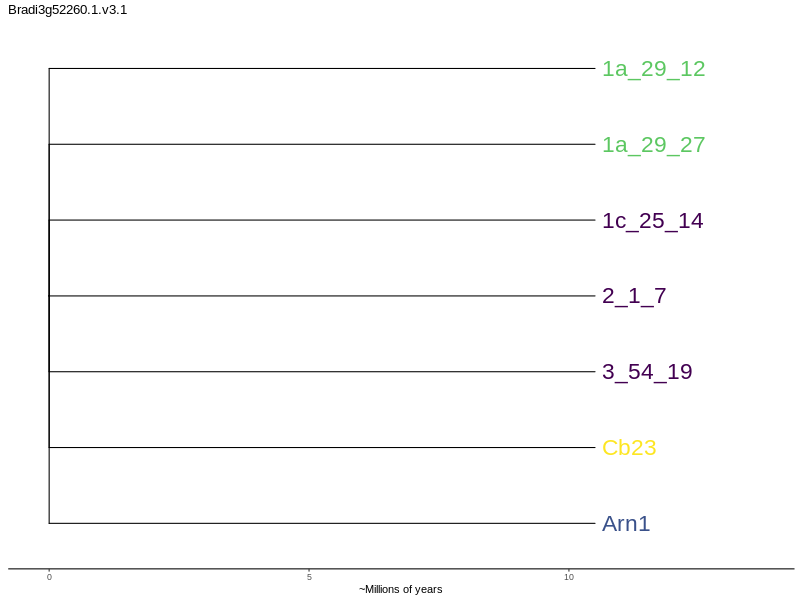 Bradi3g52260.1.v3.1
1a_29_12
1a_29_27
1c_25_14
2_1_7
3_54_19
Cb23
Arn1
0 5 10
~Millions of years